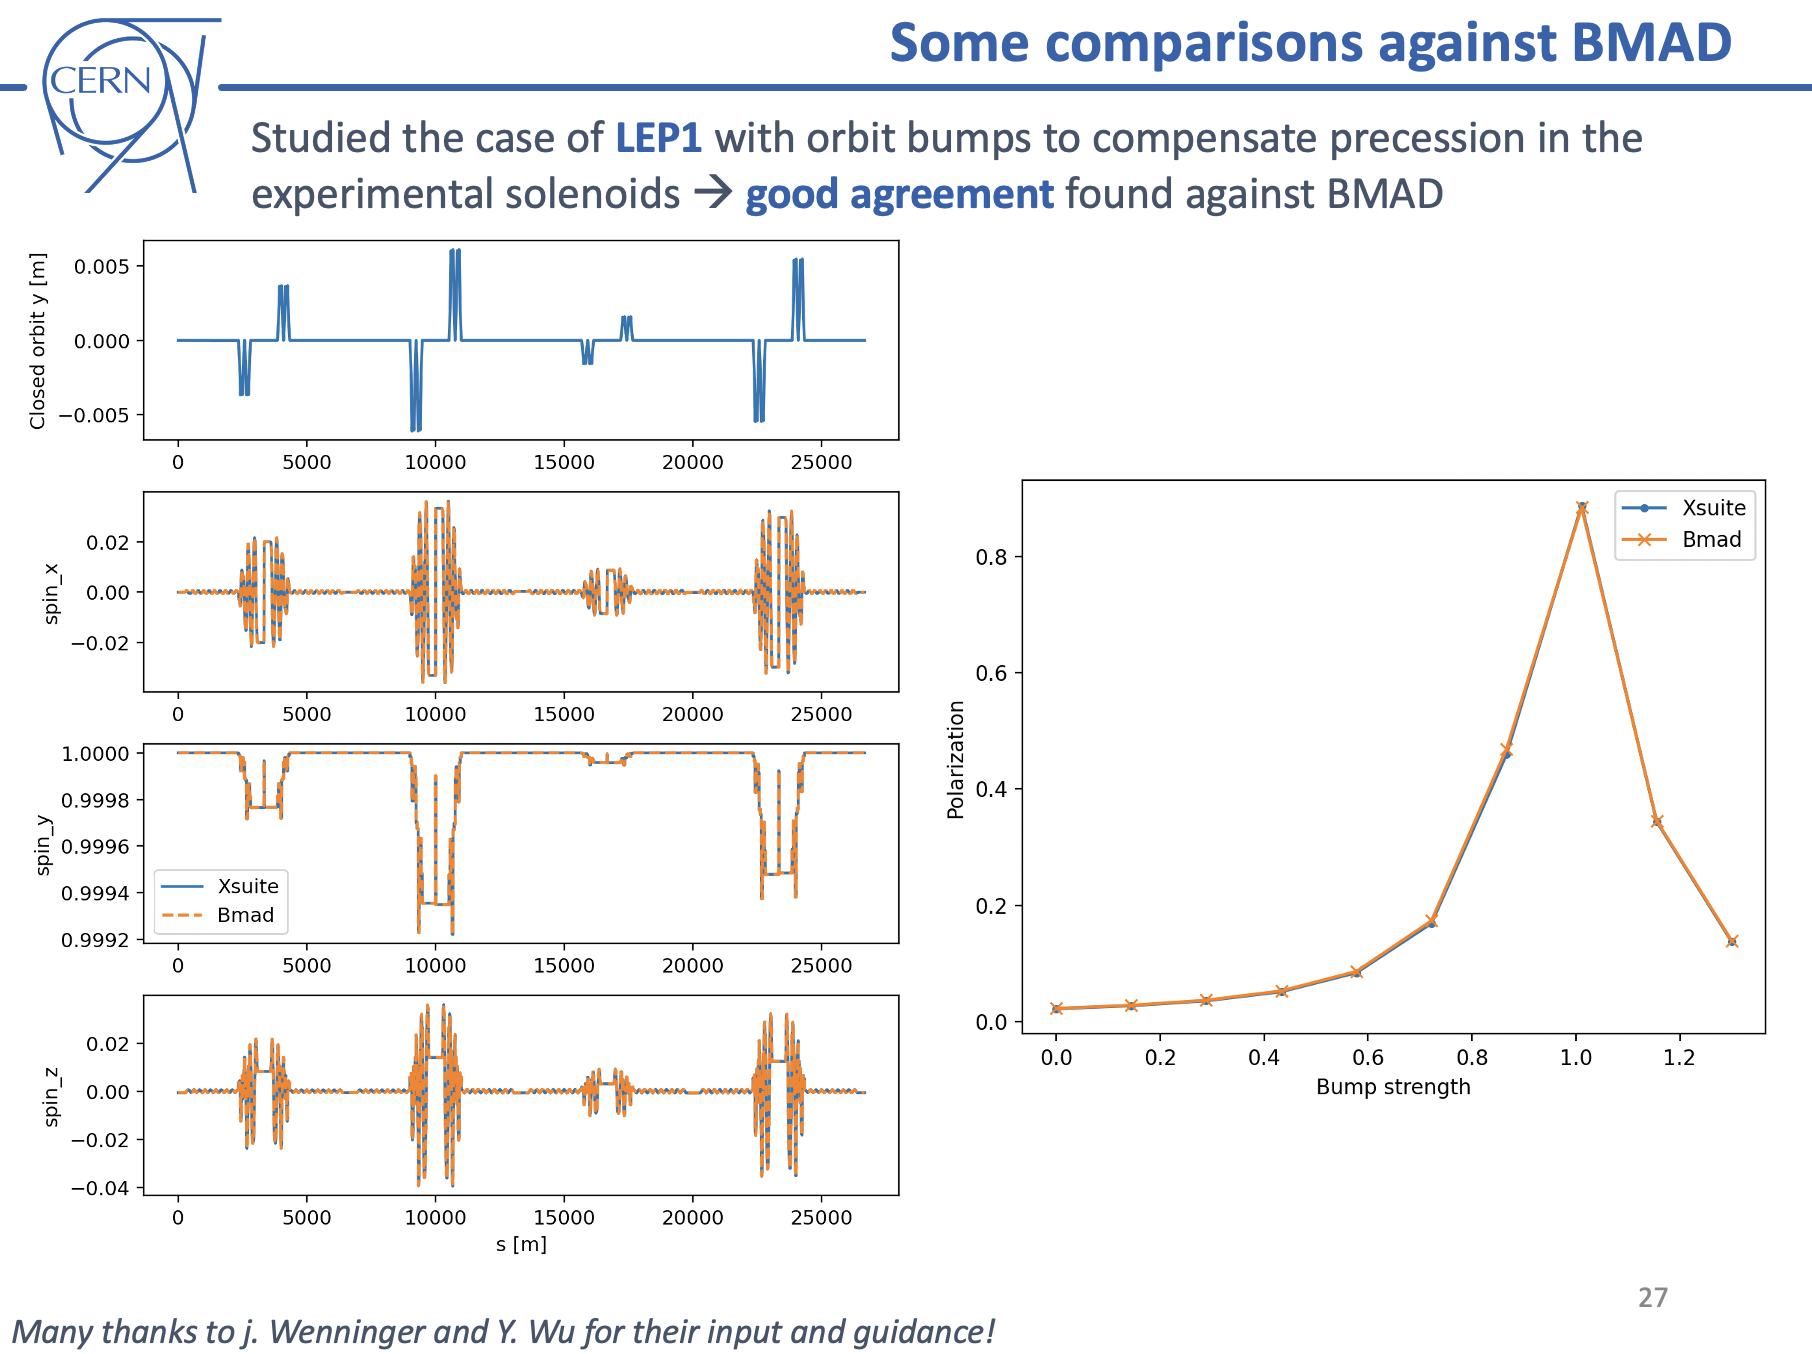 CERN
Some comparisons against BMAD
Studied the case of LEP1 with orbit bumps to compensate precession in the
experimental solenoids → good agreement found against BMAD
Closed orbit y [m]
0.005
0.000
−0.005
0 5000 10000 15000 20000 25000
spin_x
0.02
0.00
−0.02
0 5000 10000 15000 20000 25000
spin_y
1.0000
0.9998
0.9996
0.9994
0.9992
Xsuite
Bmad
0 5000 10000 15000 20000 25000
spin_z
0.02
0.00
−0.02
−0.04
0 5000 10000 15000 20000 25000
s [m]
Polarization
0.8
0.6
0.4
0.2
0.0
Xsuite
Bmad
0.0 0.2 0.4 0.6 0.8 1.0 1.2
Bump strength
27
Many thanks to j. Wenninger and Y. Wu for their input and guidance!